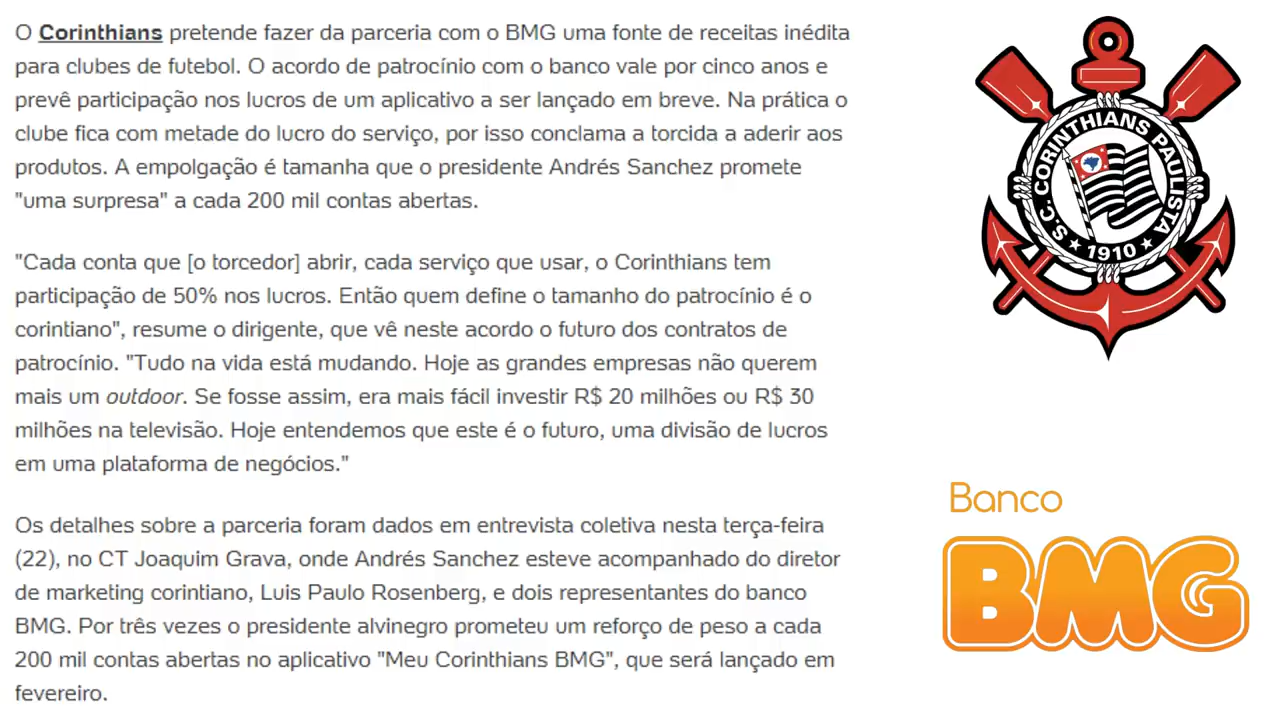 O Corinthians pretende fazer da parceria com o BMG uma fonte de receitas inédita
para clubes de futebol. O acordo de patrocínio com o banco vale por cinco anos e
prevê participação nos lucros de um aplicativo a ser lançado em breve. Na prática o
clube fica com metade do lucro do serviço, por isso conclama a torcida a aderir aos
produtos. A empolgação é tamanha que o presidente Andrés Sanchez promete
"uma surpresa" a cada 200 mil contas abertas.
"Cada conta que [o torcedor] abrir, cada serviço que usar, o Corinthians tem
participação de 50% nos lucros. Então quem define o tamanho do patrocínio é o
corintiano", resume o dirigente, que vê neste acordo o futuro dos contratos de
patrocínio. "Tudo na vida está mudando. Hoje as grandes empresas não querem
mais um outdoor. Se fosse assim, era mais fácil investir R$ 20 milhões ou R$ 30
milhões na televisão. Hoje entendemos que este é o futuro, uma divisão de lucros
em uma plataforma de negócios."
Os detalhes sobre a parceria foram dados em entrevista coletiva nesta terça-feira
(22), no CT Joaquim Grava, onde Andrés Sanchez esteve acompanhado do diretor
de marketing corintiano, Luis Paulo Rosenberg, e dois representantes do banco
BMG. Por três vezes o presidente alvinegro prometeu um reforço de peso a cada
200 mil contas abertas no aplicativo "Meu Corinthians BMG", que será lançado em
fevereiro.
S.C. CORINTHIANS PAULISTA
1910
Banco
BMG